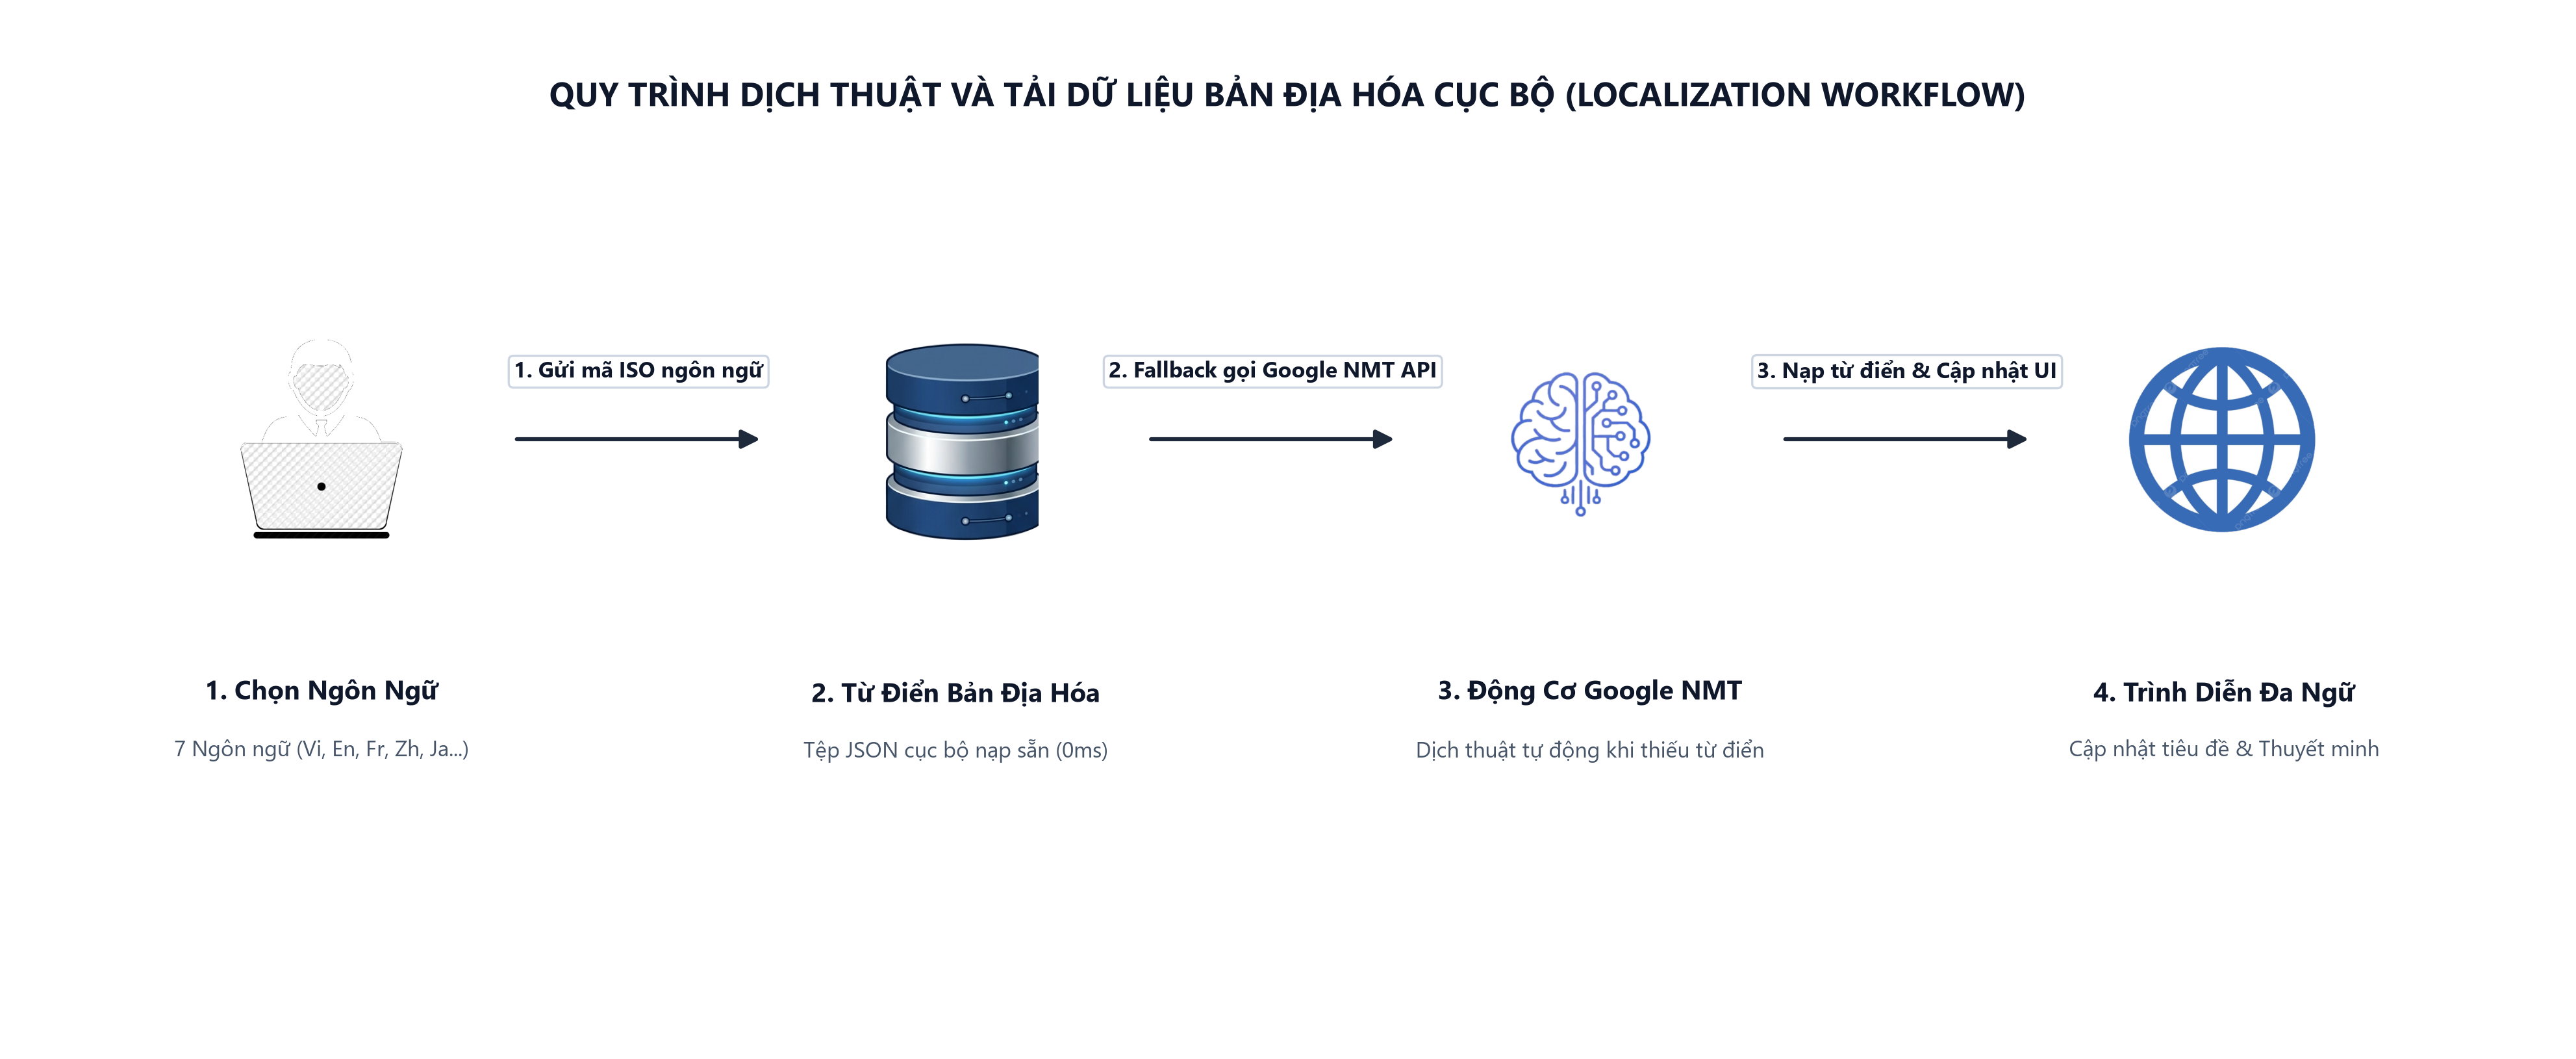 QUY TRÌNH DỊCH THUẬT VÀ TẢI DỮ LIỆU BẢN ĐỊA HÓA CỤC BỘ (LOCALIZATION WORKFLOW)
1. Gửi mã ISO ngôn ngữ
2. Fallback gọi Google NMT API
3. Nạp từ điển & Cập nhật UI
1. Chọn Ngôn Ngữ
2. Từ Điển Bản Địa Hóa
3. Động Cơ Google NMT
4. Trình Diễn Đa Ngữ
7 Ngôn ngữ (Vi, En, Fr, Zh, Ja...)
Tệp JSON cục bộ nạp sẵn (0ms)
Dịch thuật tự động khi thiếu từ điển
Cập nhật tiêu đề & Thuyết minh